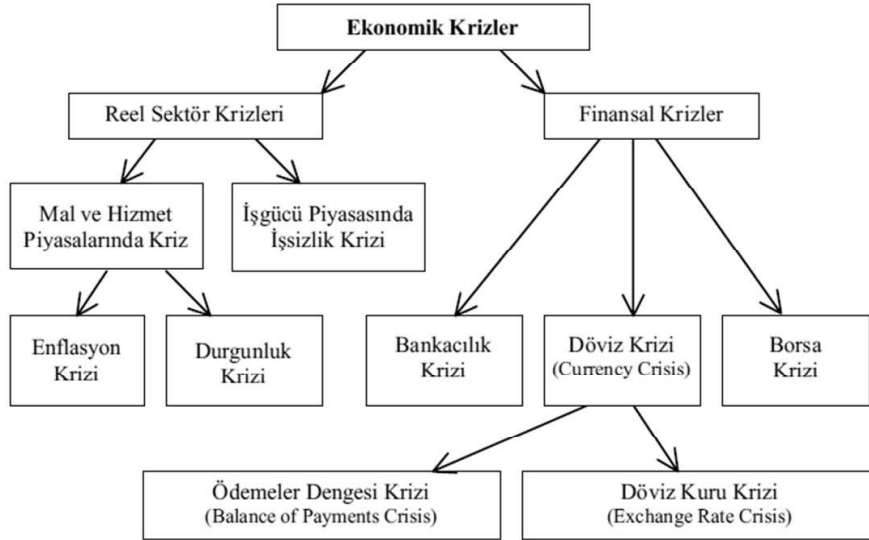 Ekonomik Krizler
Reel Sektör Krizleri
Finansal Krizler
Mal ve Hizmet
Piyasalarında Kriz
İşgücü Piyasasında
İşsizlik Krizi
Enflasyon
Krizi
Durgunluk
Krizi
Bankacılık
Krizi
Döviz Krizi
(Currency Crisis)
Borsa
Krizi
Ödemeler Dengesi Krizi
(Balance of Payments Crisis)
Döviz Kuru Krizi
(Exchange Rate Crisis)